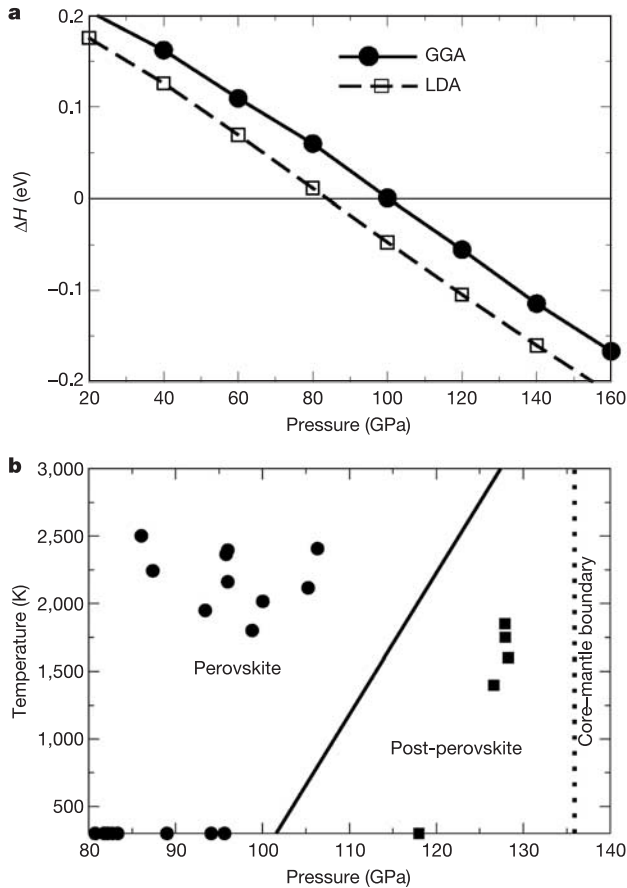 a
0.2
0.1
0
−0.1
−0.2
ΔH (eV)
GGA
LDA
20 40 60 80 100 120 140 160
Pressure (GPa)
b
3,000
2,500
2,000
1,500
1,000
500
Temperature (K)
Perovskite
Post-perovskite
Core–mantle boundary
80 90 100 110 120 130 140
Pressure (GPa)